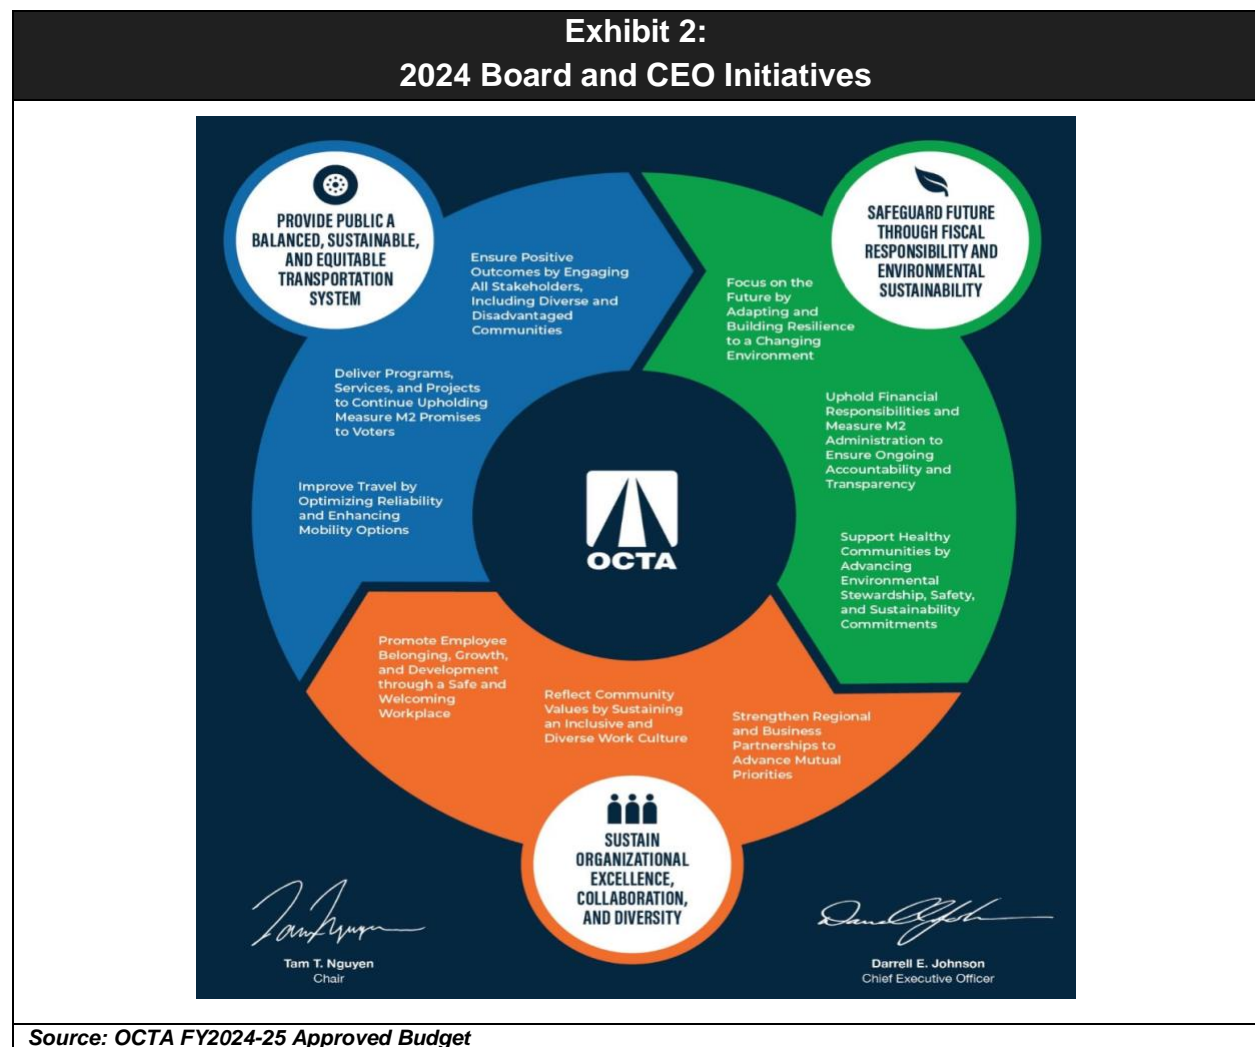 Exhibit 2:
2024 Board and CEO Initiatives
PROVIDE PUBLIC A
BALANCED, SUSTAINABLE,
AND EQUITABLE
TRANSPORTATION
SYSTEM
Ensure Positive
Outcomes by Engaging
All Stakeholders,
Including Diverse and
Disadvantaged
Communities
Deliver Programs,
Services, and Projects
to Continue Upholding
Measure M2 Promises
to Voters
Improve Travel by
Optimizing Reliability
and Enhancing
Mobility Options
SAFEGUARD FUTURE
THROUGH FISCAL
RESPONSIBILITY AND
ENVIRONMENTAL
SUSTAINABILITY
Focus on the
Future by
Adapting and
Building Resilience
to a Changing
Environment
Uphold Financial
Responsibilities and
Measure M2
Administration to
Ensure Ongoing
Accountability and
Transparency
Support Healthy
Communities by
Advancing
Environmental
Stewardship, Safety,
and Sustainability
Commitments
OCTA
Promote Employee
Belonging, Growth,
and Development
through a Safe and
Welcoming
Workplace
Reflect Community
Values by Sustaining
an Inclusive and
Diverse Work Culture
Strengthen Regional
and Business
Partnerships to
Advance Mutual
Priorities
SUSTAIN
ORGANIZATIONAL
EXCELLENCE,
COLLABORATION,
AND DIVERSITY
Tam T. Nguyen
Chair
Darrell E. Johnson
Chief Executive Officer
Source: OCTA FY2024-25 Approved Budget